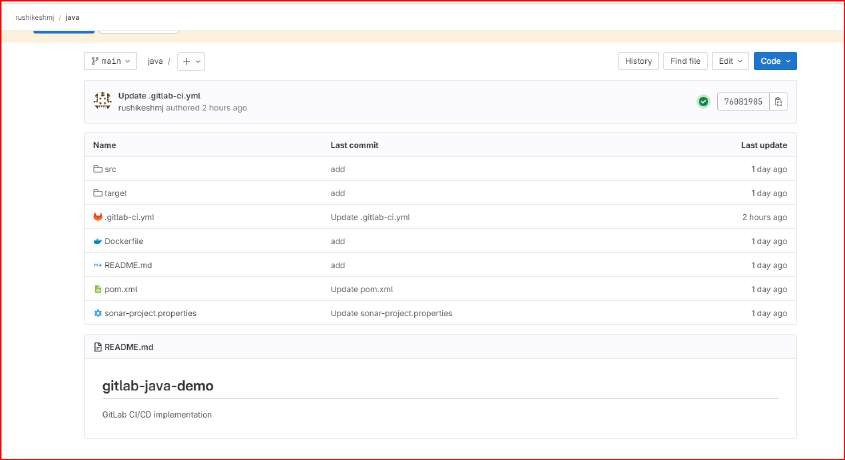 rushikeshmj / java
main java / +
History Find file Edit Code
Update .gitlab-ci.yml
rushikeshmj authored 2 hours ago
76081985
Name Last commit Last update
src add 1 day ago
target add 1 day ago
.gitlab-ci.yml Update .gitlab-ci.yml 2 hours ago
Dockerfile add 1 day ago
README.md add 1 day ago
pom.xml Update pom.xml 1 day ago
sonar-project.properties Update sonar-project.properties 1 day ago
README.md
gitlab-java-demo
GitLab CI/CD implementation